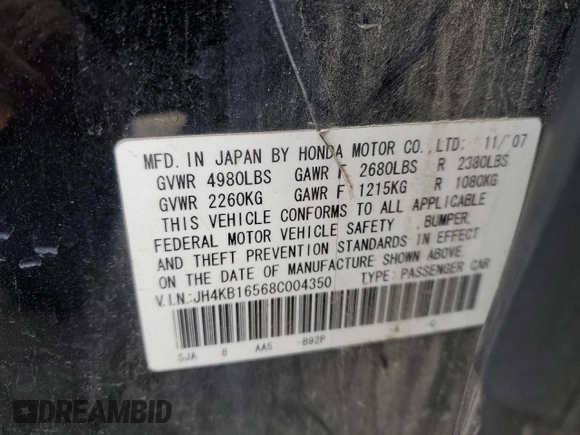 MFD. IN JAPAN BY HONDA MOTOR CO., LTD: 11/'07
GVWR 4980LBS GAWR F 2680LBS R 2380LBS
GVWR 2260KG GAWR F 1215KG R 1080KG
THIS VEHICLE CONFORMS TO ALL APPLICABLE
FEDERAL MOTOR VEHICLE SAFETY ,BUMPER,
AND THEFT PREVENTION STANDARDS IN EFFECT
ON THE DATE OF MANUFACTURE SHOWN ABOVE.
V.I.N.:JH4KB16568C004350 TYPE: PASSENGER CAR
SJA 8 AA5 -B92P -A -G
DREAMBID